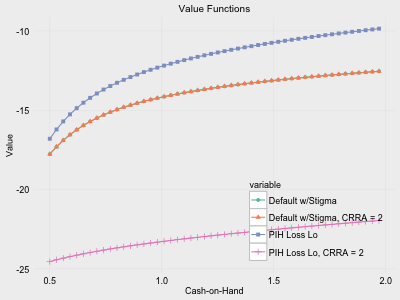 Value Functions
-10
-15
-20
-25
Value
variable
Default w/Stigma
Default w/Stigma, CRRA = 2
PIH Loss Lo
PIH Loss Lo, CRRA = 2
0.5
1.0
1.5
2.0
Cash-on-Hand